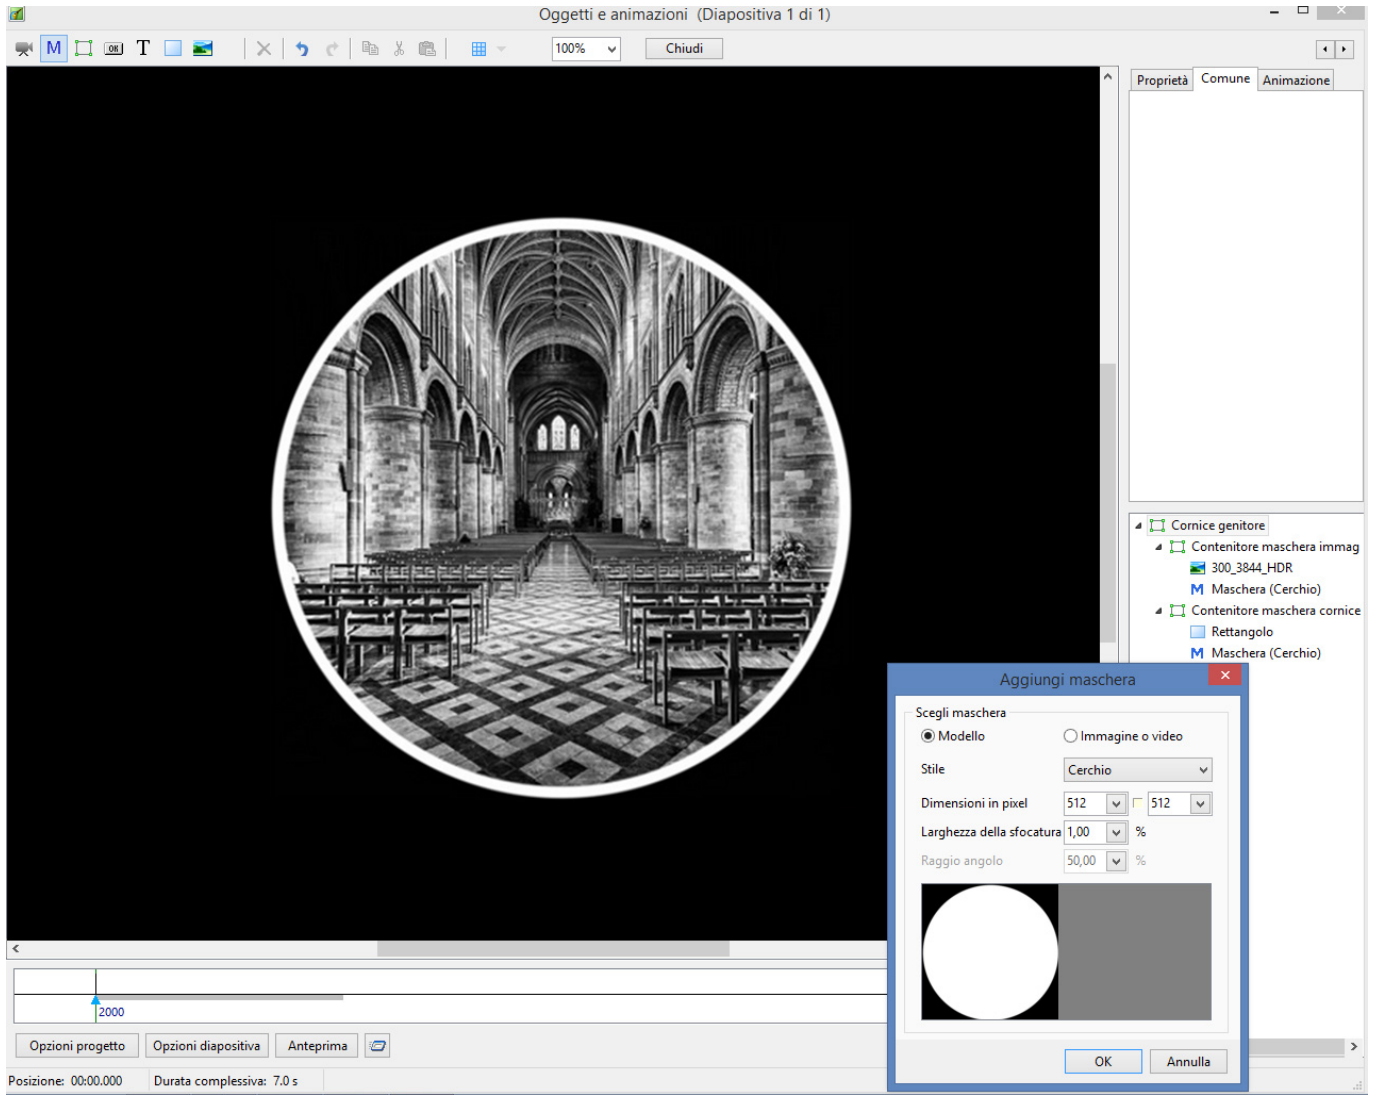 Oggetti e animazioni (Diapositiva 1 di 1)
M OK T 100% Chiudi
Proprietà Comune Animazione
Cornice genitore
Contenitore maschera immag
300_3844_HDR
M Maschera (Cerchio)
Contenitore maschera cornice
Rettangolo
M Maschera (Cerchio)
Aggiungi maschera
Scegli maschera
Modello Immagine o video
Stile Cerchio
Dimensioni in pixel 512 512
Larghezza della sfocatura 1,00 %
Raggio angolo 50,00 %
OK Annulla
2000
Opzioni progetto Opzioni diapositiva Anteprima
Posizione: 00:00.000 Durata complessiva: 7.0 s